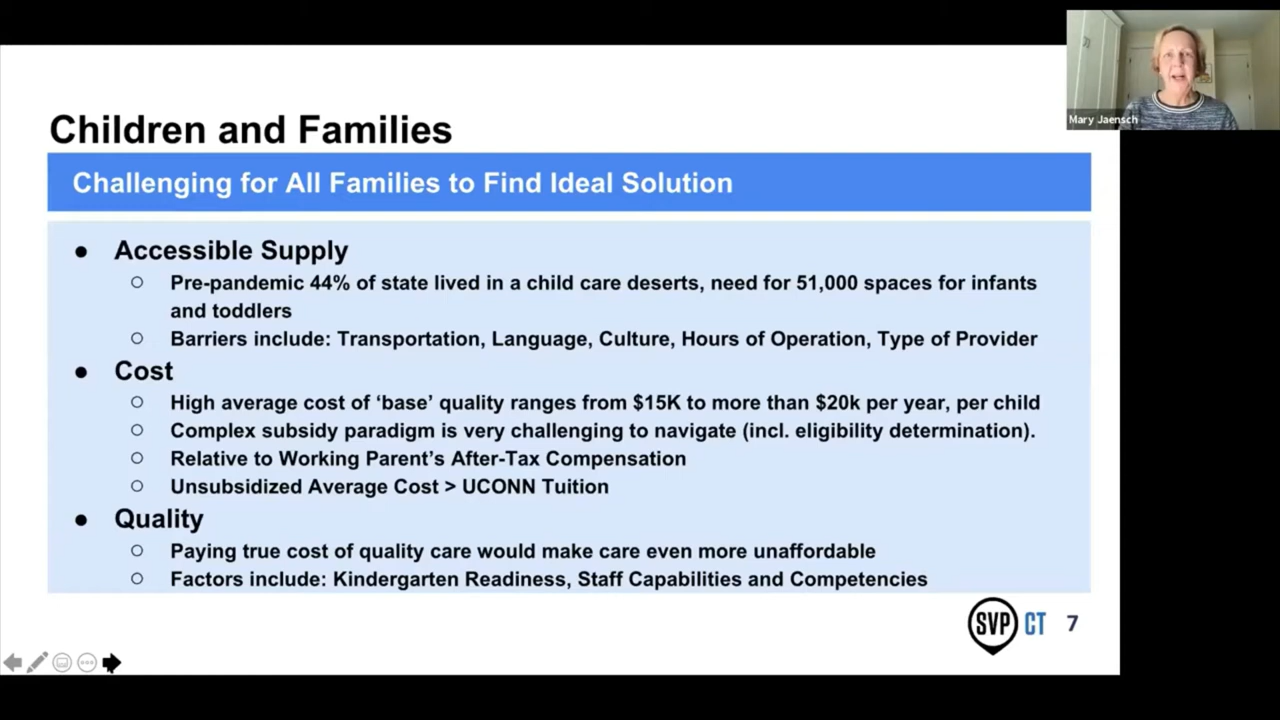 Mary Jaensch
Children and Families
Challenging for All Families to Find Ideal Solution
● Accessible Supply
○ Pre-pandemic 44% of state lived in a child care deserts, need for 51,000 spaces for infants
and toddlers
○ Barriers include: Transportation, Language, Culture, Hours of Operation, Type of Provider
● Cost
○ High average cost of ‘base’ quality ranges from $15K to more than $20k per year, per child
○ Complex subsidy paradigm is very challenging to navigate (incl. eligibility determination).
○ Relative to Working Parent’s After-Tax Compensation
○ Unsubsidized Average Cost > UCONN Tuition
● Quality
○ Paying true cost of quality care would make care even more unaffordable
○ Factors include: Kindergarten Readiness, Staff Capabilities and Competencies
SVP CT 7